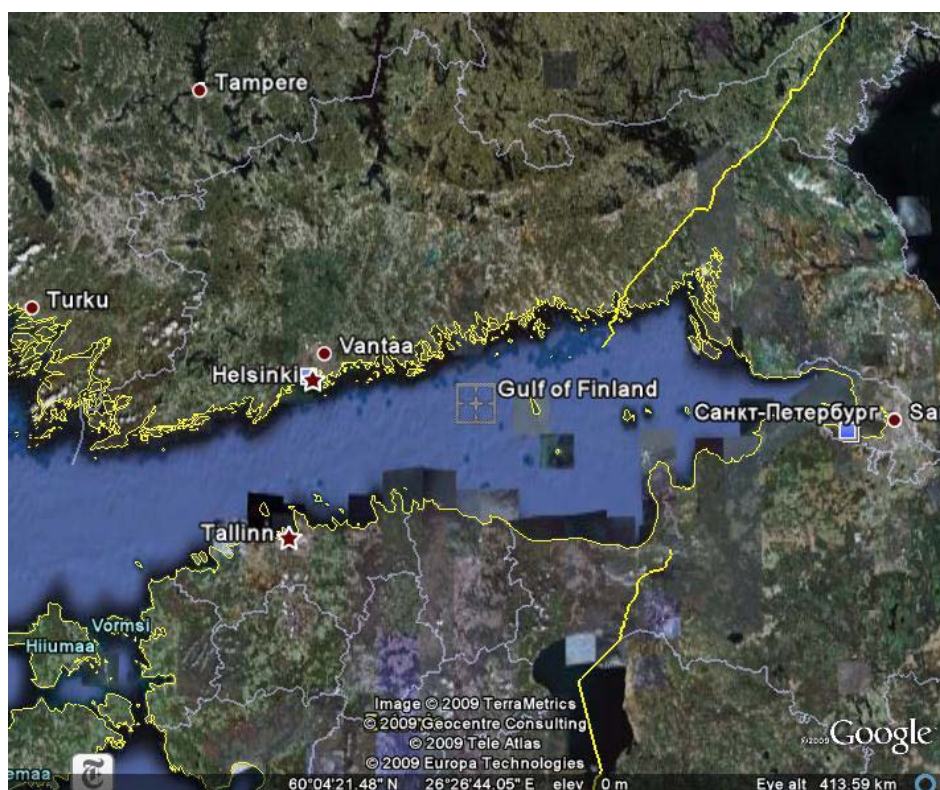 Tampere
Turku
Vantaa
Helsinki
Gulf of Finland
Санкт-Петербург
Sa
Tallinn
Vormsi
Hiiumaa
Image © 2009 TerraMetrics
© 2009 Geocentre Consulting
© 2009 Tele Atlas
© 2009 Europa Technologies
©2009 Google
emaa
60°04'21.48" N 26°26'44.05" E elev 0 m
Eye alt 413.59 km